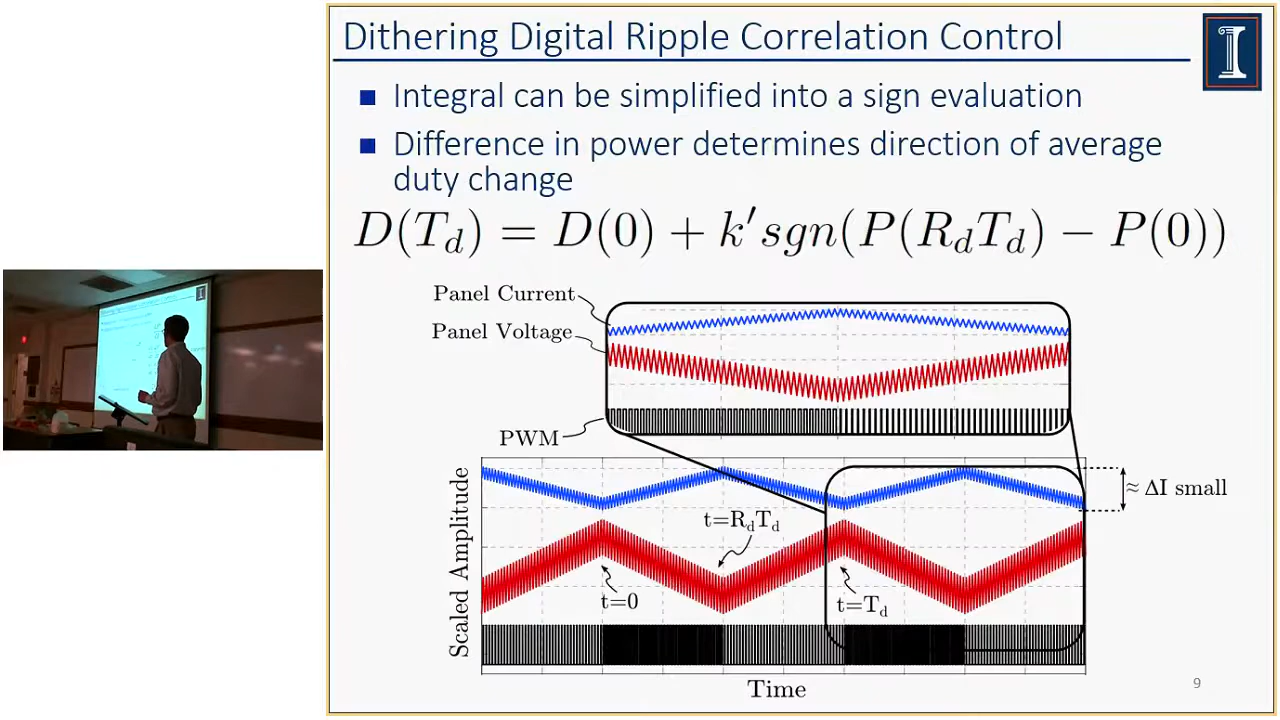 Dithering Digital Ripple Correlation Control
I
Integral can be simplified into a sign evaluation
Difference in power determines direction of average
duty change
D(T_d) = D(0) + k′sgn(P(R_dT_d) − P(0))
Panel Current
Panel Voltage
PWM
≈ ΔI small
t=R_dT_d
t=0
t=T_d
Scaled Amplitude
Time
9